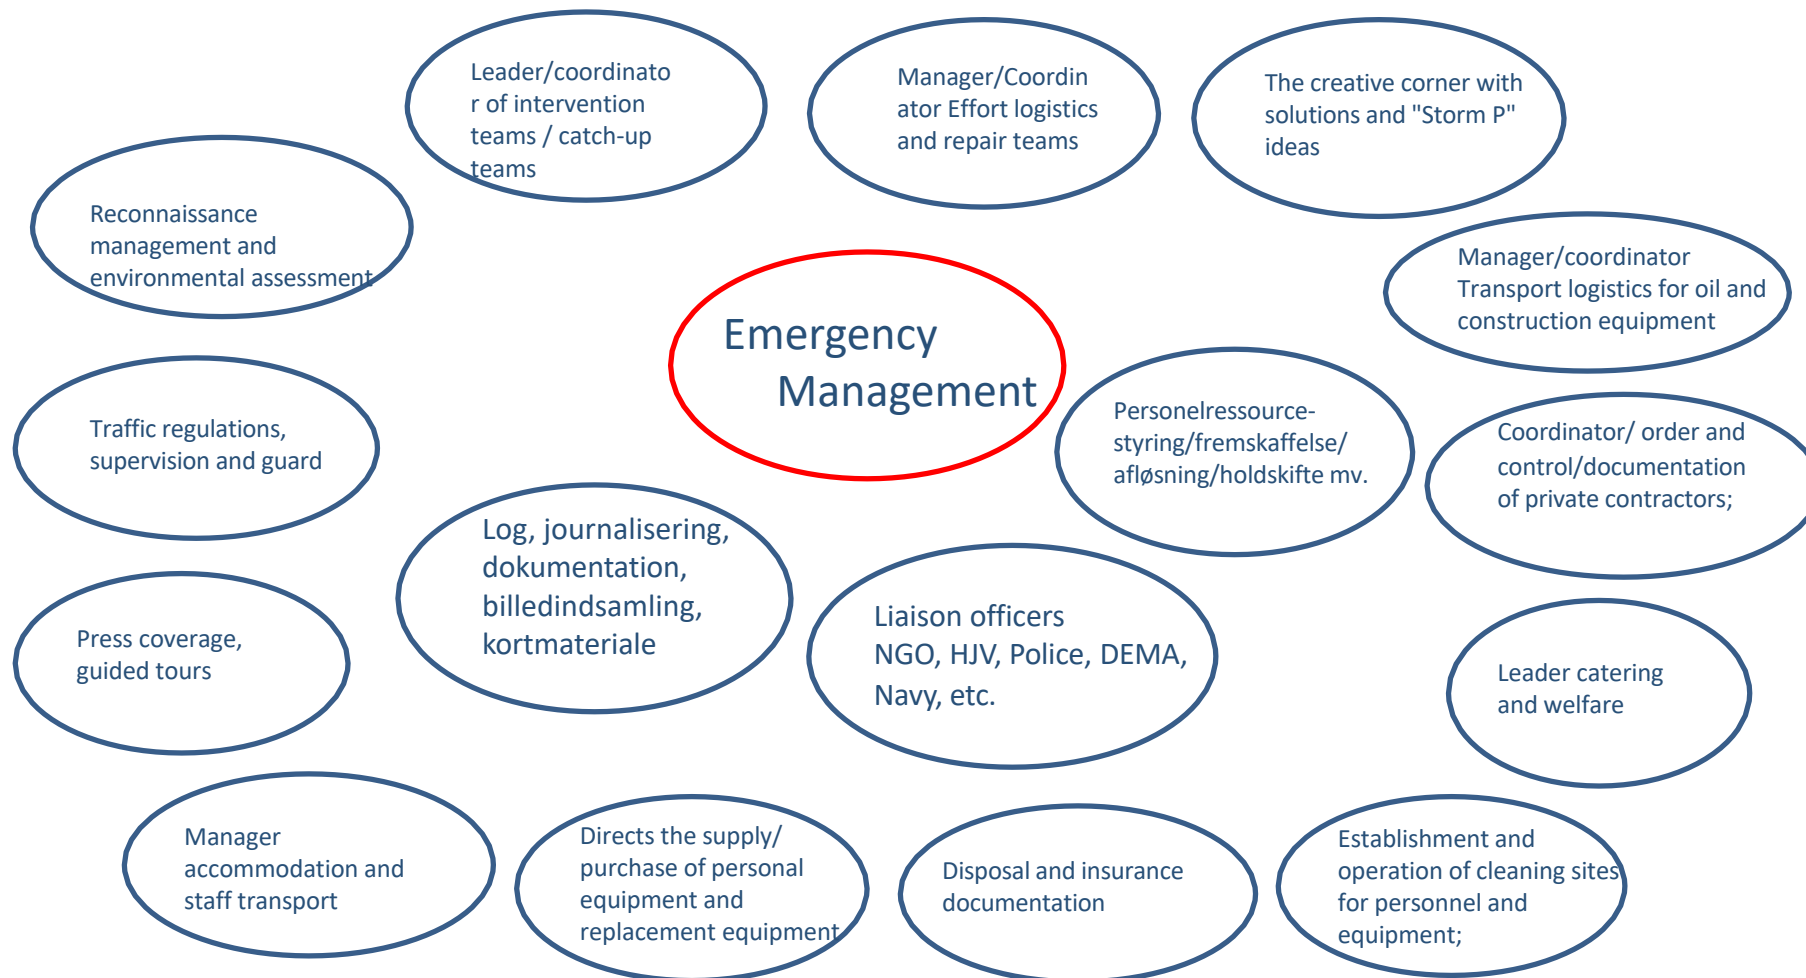 Leader/coordinato
r of intervention
teams / catch-up
teams
Manager/Coordin
ator Effort logistics
and repair teams
The creative corner with
solutions and "Storm P"
ideas
Reconnaissance
management and
environmental assessment
Manager/coordinator
Transport logistics for oil and
construction equipment
Emergency
Management
Traffic regulations,
supervision and guard
Personelressource-
styring/fremskaffelse/
afløsning/holdskifte mv.
Coordinator/ order and
control/documentation
of private contractors;
Log, journalisering,
dokumentation,
billedindsamling,
kortmateriale
Liaison officers
NGO, HJV, Police, DEMA,
Navy, etc.
Press coverage,
guided tours
Leader catering
and welfare
Manager
accommodation and
staff transport
Directs the supply/
purchase of personal
equipment and
replacement equipment
Disposal and insurance
documentation
Establishment and
operation of cleaning sites
for personnel and
equipment;